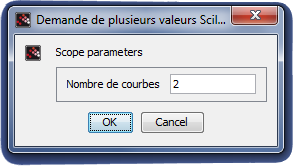 Demande de plusieurs valeurs Scil...
Scope parameters
Nombre de courbes 2
OK Cancel